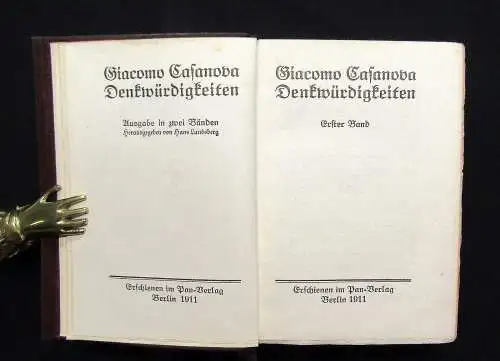 Giacomo Casanova
Denkwürdigkeiten
Ausgabe in zwei Bänden
Herausgegeben von Hans Landsberg
Erschienen im Pan-Verlag
Berlin 1911
Giacomo Casanova
Denkwürdigkeiten
Erster Band
Erschienen im Pan-Verlag
Berlin 1911